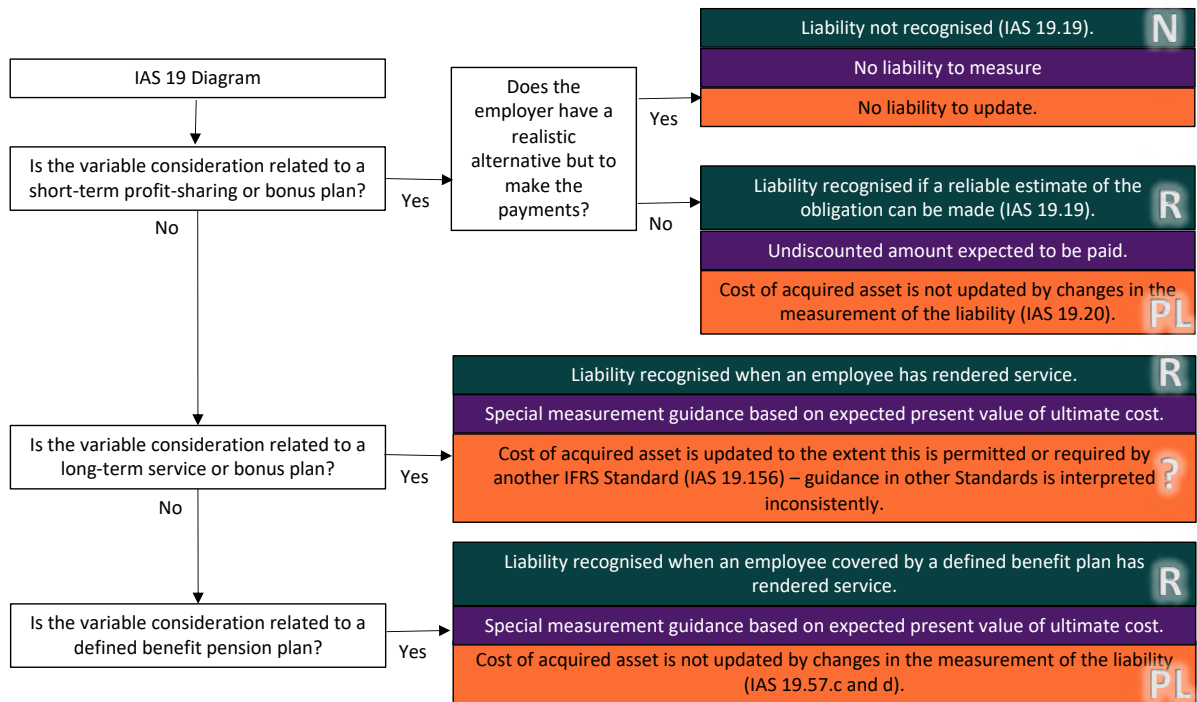 IAS 19 Diagram
Is the variable consideration related to a
short-term profit-sharing or bonus plan?
Yes
No
Does the
employer have a
realistic
alternative but to
make the
payments?
Yes
No
Liability not recognised (IAS 19.19).
N
No liability to measure
No liability to update.
Liability recognised if a reliable estimate of the
obligation can be made (IAS 19.19).
R
Undiscounted amount expected to be paid.
Cost of acquired asset is not updated by changes in the
measurement of the liability (IAS 19.20).
PL
Is the variable consideration related to a
long-term service or bonus plan?
Yes
No
Liability recognised when an employee has rendered service.
R
Special measurement guidance based on expected present value of ultimate cost.
Cost of acquired asset is updated to the extent this is permitted or required by
another IFRS Standard (IAS 19.156) – guidance in other Standards is interpreted
inconsistently.
?
Is the variable consideration related to a
defined benefit pension plan?
Yes
Liability recognised when an employee covered by a defined benefit plan has
rendered service.
R
Special measurement guidance based on expected present value of ultimate cost.
Cost of acquired asset is not updated by changes in the measurement of the liability
(IAS 19.57.c and d).
PL